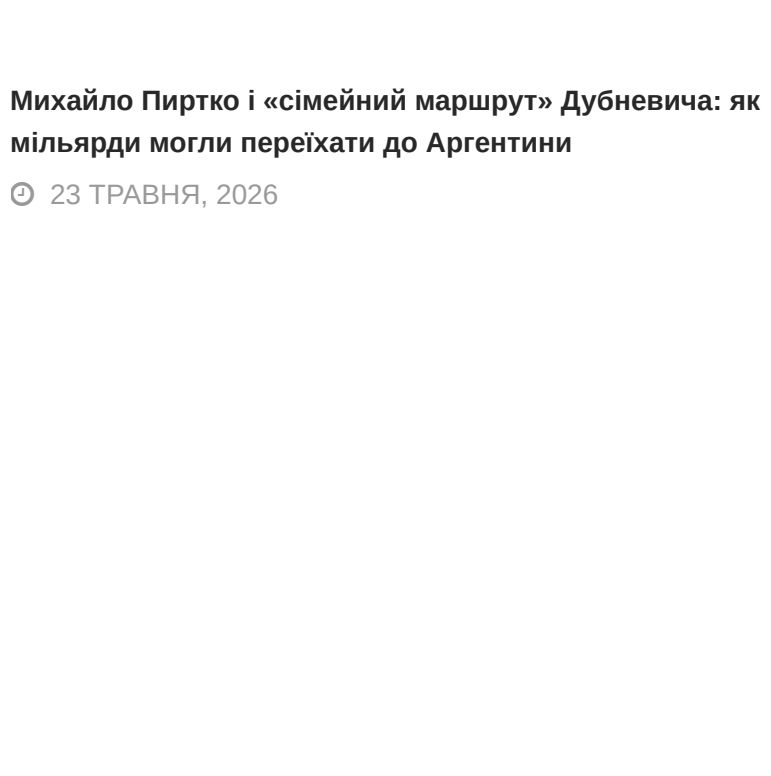 Михайло Пиртко і «сімейний маршрут» Дубневича: як
мільярди могли переїхати до Аргентини
23 ТРАВНЯ, 2026